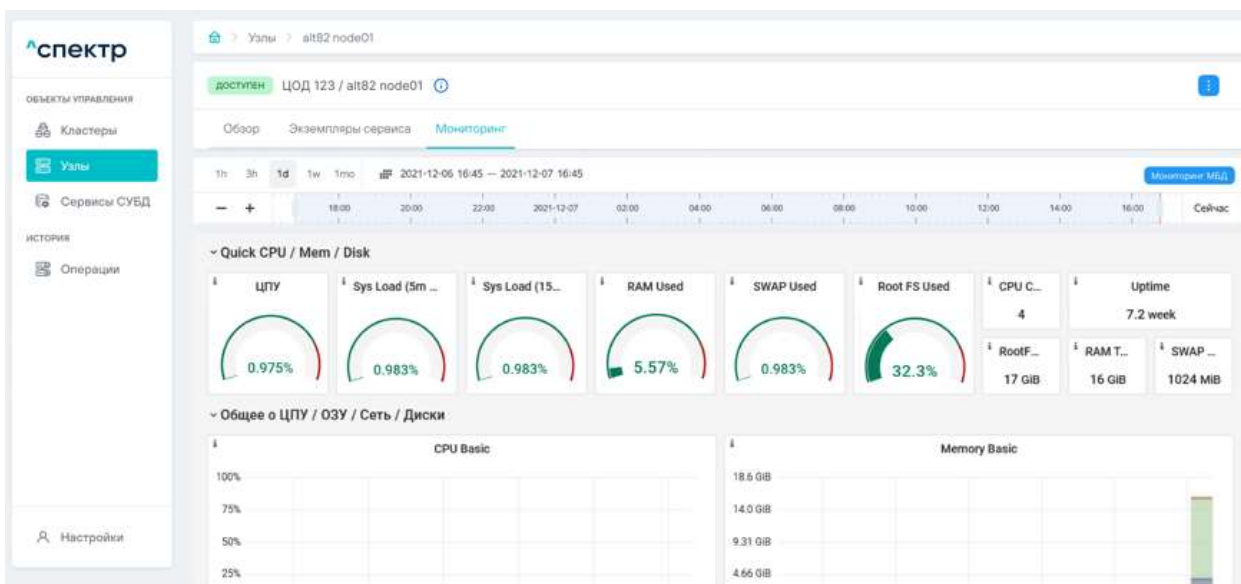 ^спектр
ОБЪЕКТЫ УПРАВЛЕНИЯ
Кластеры
Узлы
Сервисы СУБД
ИСТОРИЯ
Операции
Настройки
Узлы > alt82 node01
ДОСТУПЕН ЦОД 123 / alt82 node01
Обзор Экземпляры сервиса Мониторинг
1h 3h 1d 1w 1mo 2021-12-06 16:45 — 2021-12-07 16:45 Мониторинг МБД
− + 18:00 20:00 22:00 2021-12-07 02:00 04:00 06:00 08:00 10:00 12:00 14:00 16:00 Сейчас
Quick CPU / Mem / Disk
ЦПУ Sys Load (5m ... Sys Load (15... RAM Used SWAP Used Root FS Used CPU C... Uptime
4 7.2 week
0.975% 0.983% 0.983% 5.57% 0.983% 32.3%
RootF... RAM T... SWAP ...
17 GiB 16 GiB 1024 MiB
Общее о ЦПУ / ОЗУ / Сеть / Диски
CPU Basic
100%
75%
50%
25%
Memory Basic
18.6 GiB
14.0 GiB
9.31 GiB
4.66 GiB